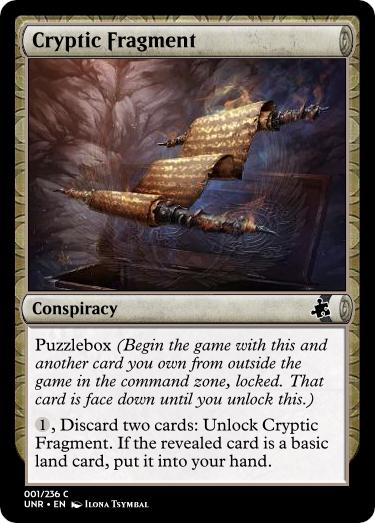 Cryptic Fragment
Conspiracy
Puzzlebox (Begin the game with this and
another card you own from outside the
game in the command zone, locked. That
card is face down until you unlock this.)
1, Discard two cards: Unlock Cryptic
Fragment. If the revealed card is a basic
land card, put it into your hand.
001/236 C
UNR • EN Ilona Tsymbal